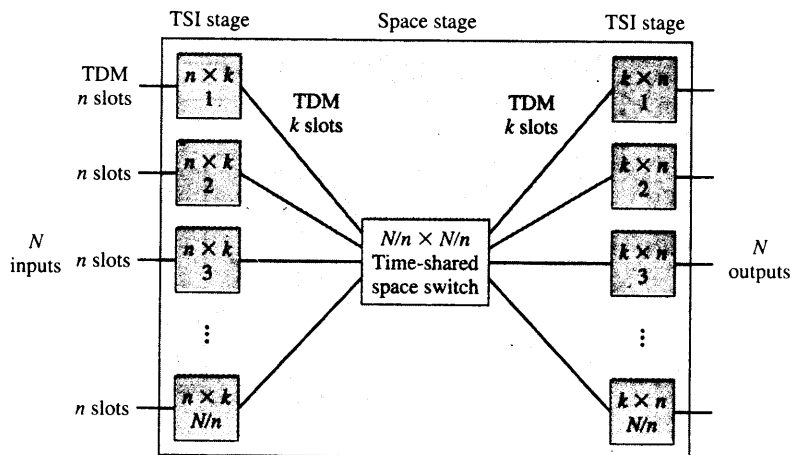 TSI stage
Space stage
TSI stage
TDM
n slots
n × k
1
TDM
k slots
TDM
k slots
k × n
1
n slots
n × k
2
k × n
2
N
inputs
n slots
n × k
3
N/n × N/n
Time-shared
space switch
k × n
3
N
outputs
n slots
n × k
N/n
k × n
N/n